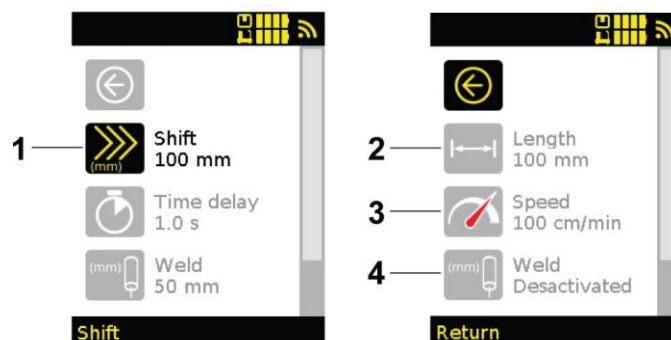 1
(mm)
Shift
100 mm
Time delay
1.0 s
(mm)
Weld
50 mm
Shift
2
Length
100 mm
3
Speed
100 cm/min
4
(mm)
Weld
Desactivated
Return